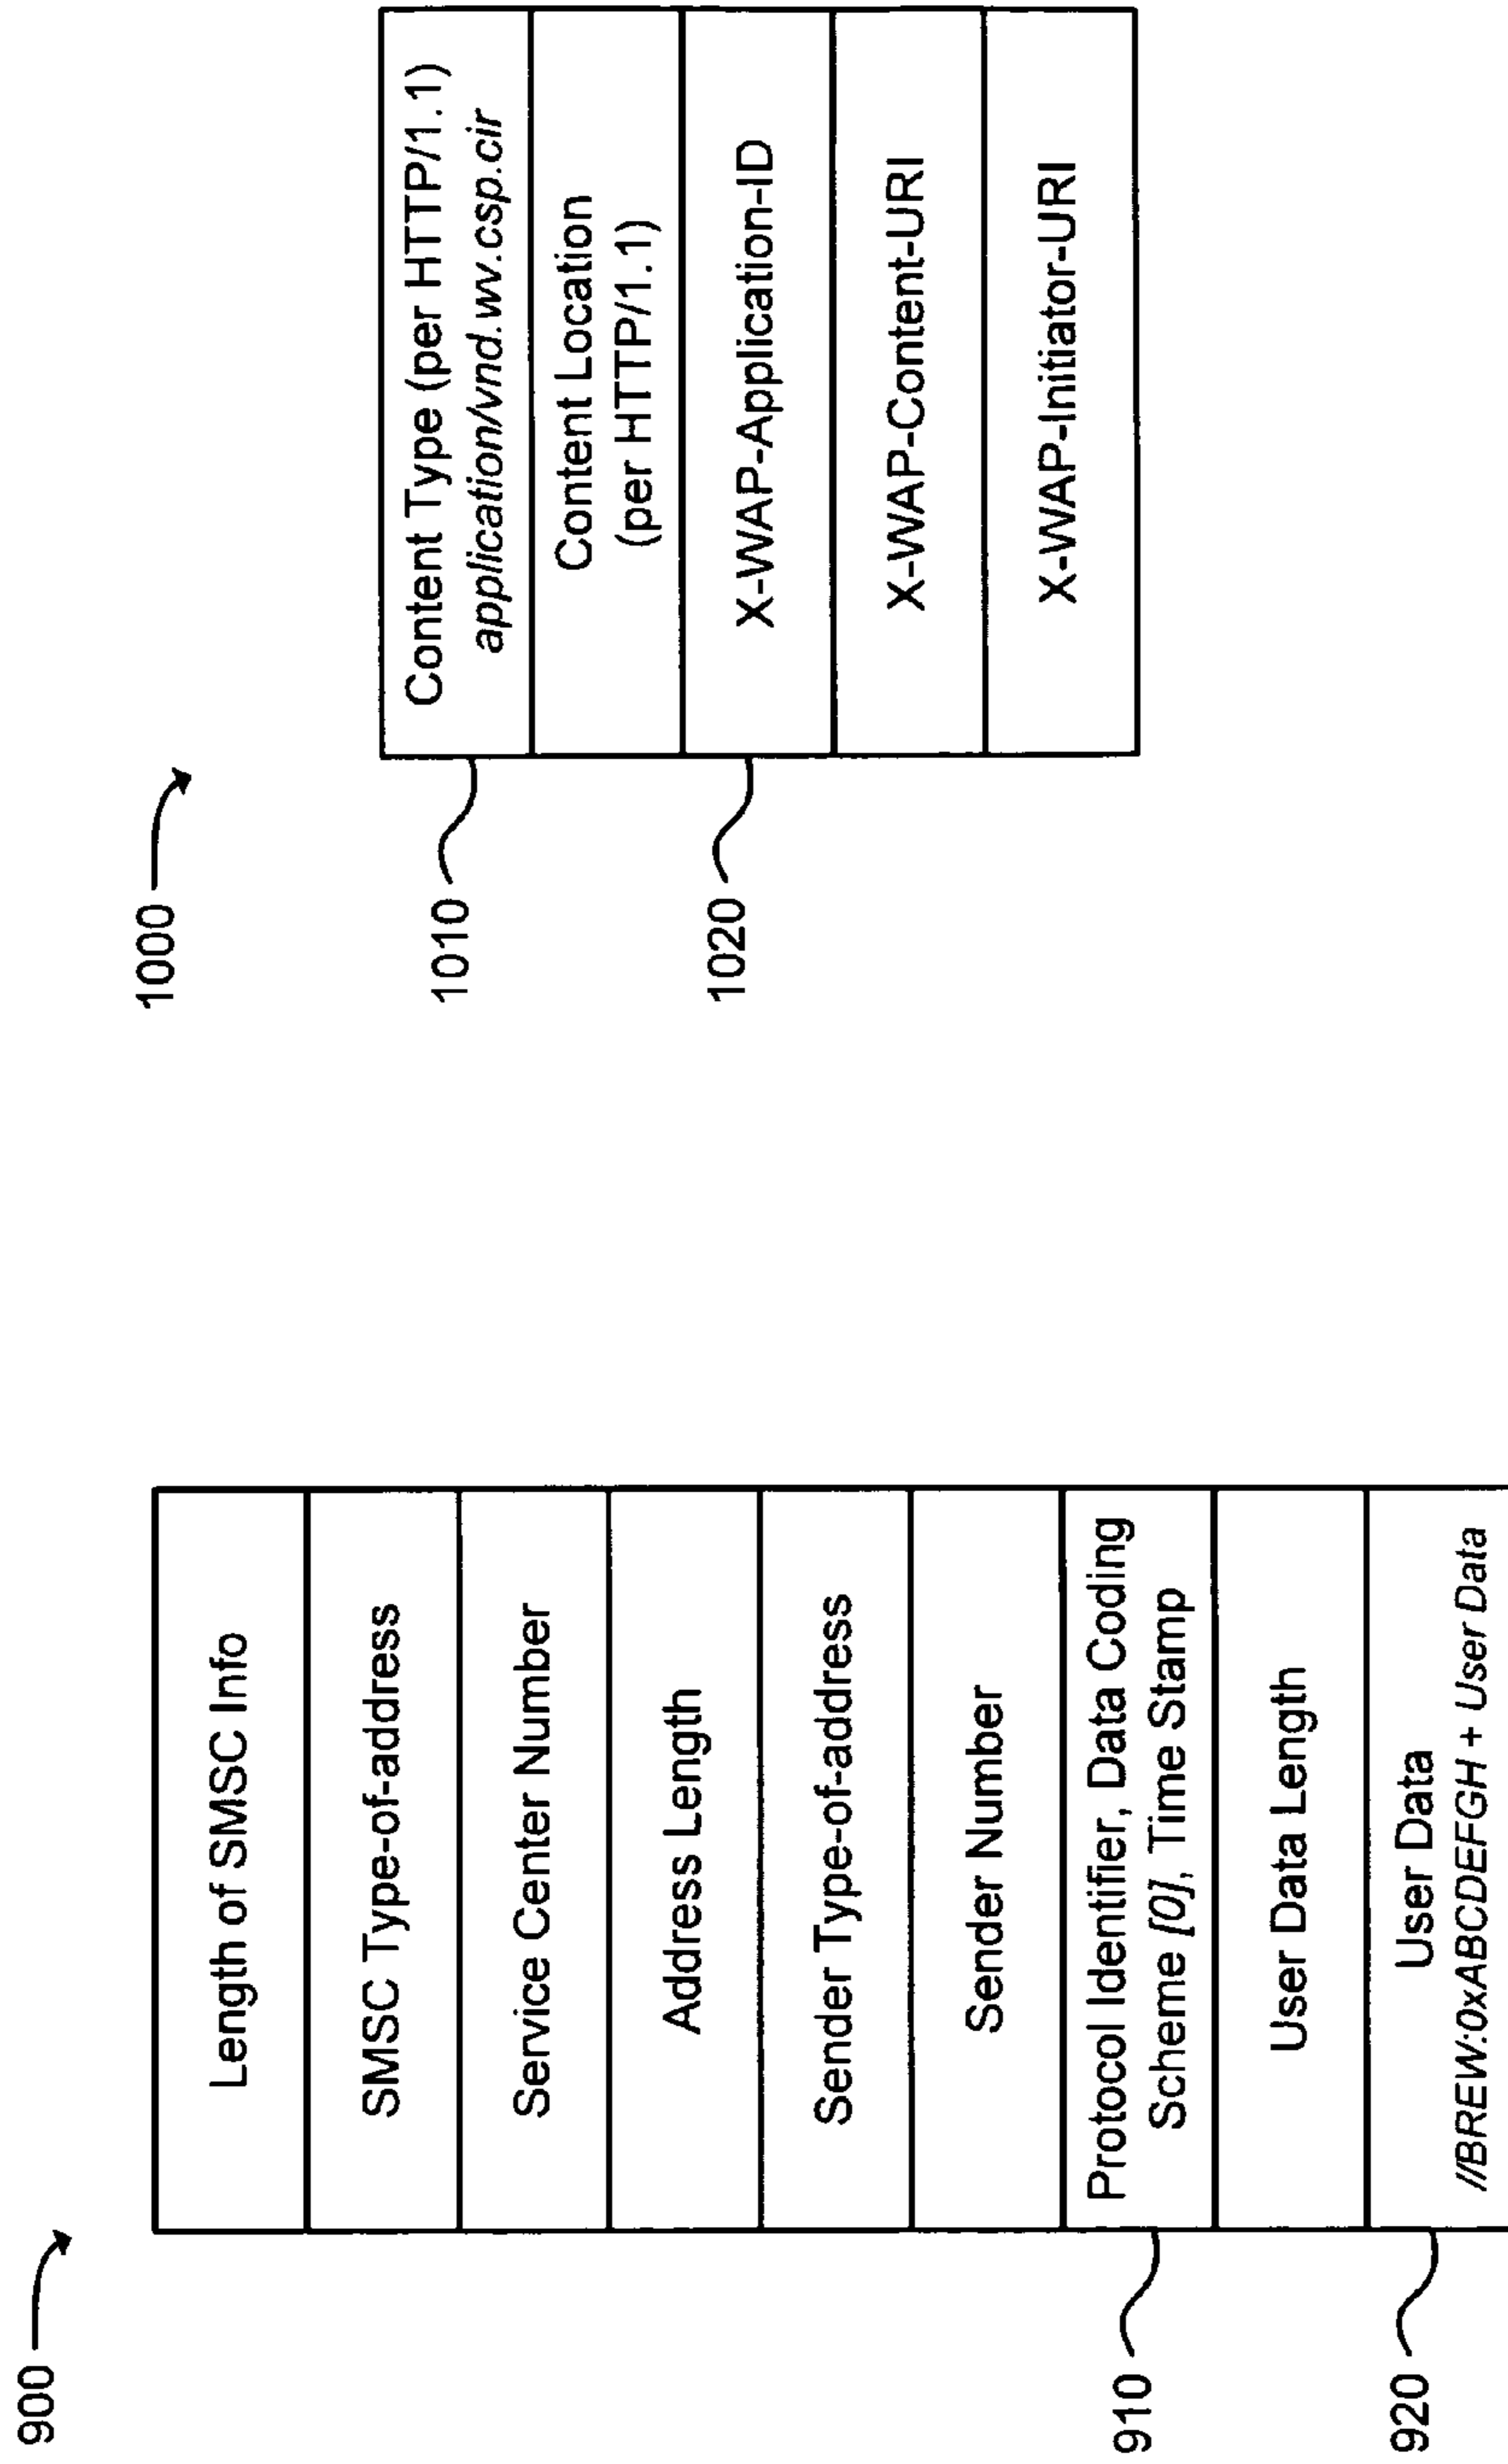 900
Length of SMSC Info
SMSC Type-of-address
Service Center Number
Address Length
Sender Type-of-address
Sender Number
910
Protocol Identifier, Data Coding
Scheme [0], Time Stamp
User Data Length
920
User Data
//BREW:0xABCDEFGH + User Data
1000
1010
Content Type (per HTTP/1.1)
application/vnd.wv.csp.cir
Content Location
(per HTTP/1.1)
1020
X-WAP-Application-ID
X-WAP-Content-URI
X-WAP-Initiator-URI